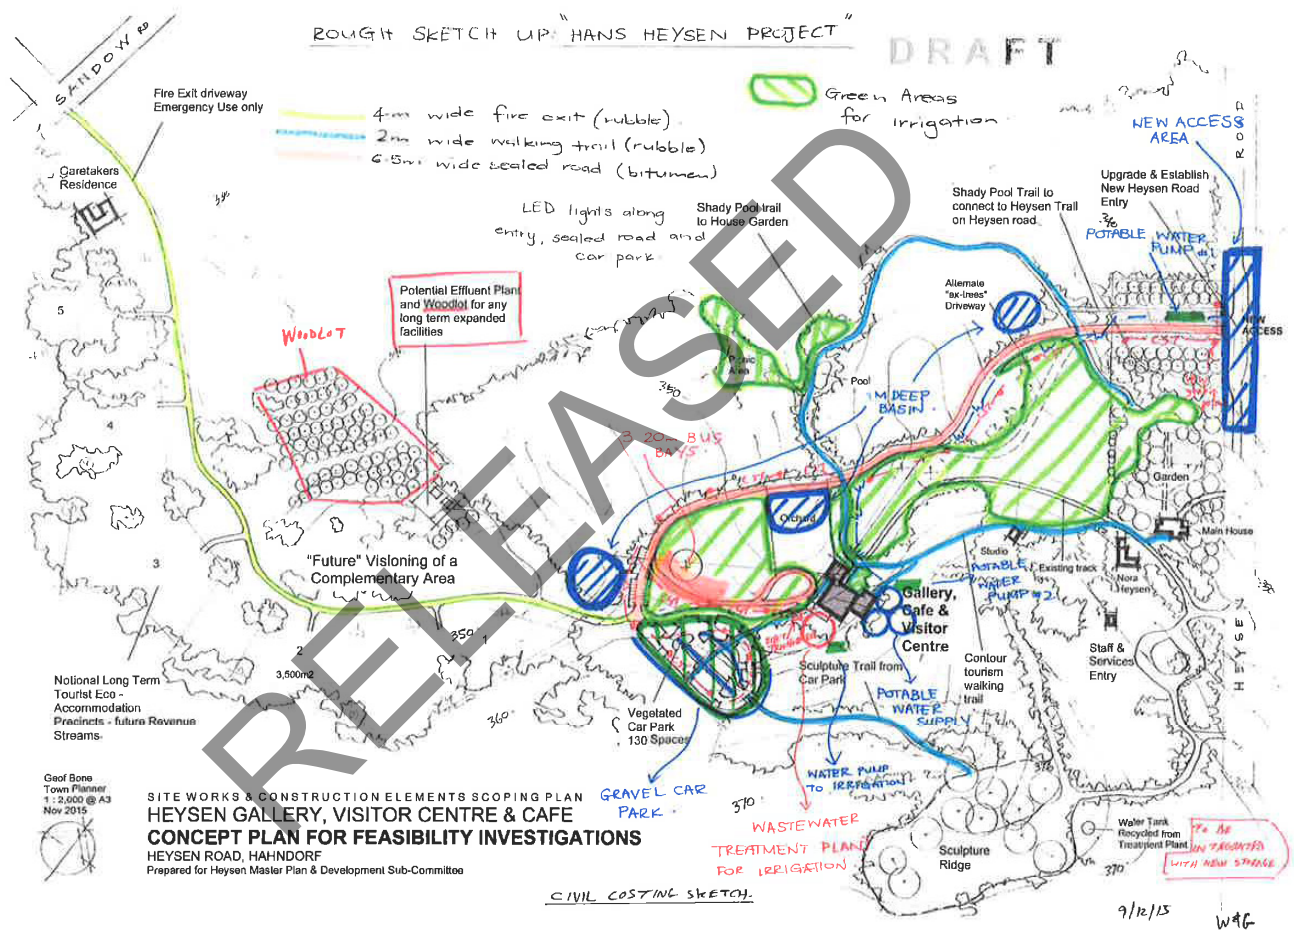 ROUGH SKETCH UP "HANS HEYSEN PROJECT"
DRAFT
SANDOW RD
Fire Exit driveway
Emergency Use only
4m wide fire exit (rubble)
2m wide walking trail (rubble)
6.5m wide sealed road (bitumen)
Green Areas
for irrigation
NEW ACCESS
AREA
ROAD
Caretakers
Residence
LED lights along
entry, sealed road and
car park.
Shady Pool trail
to House Garden
Shady Pool Trail to
connect to Heysen Trail
on Heysen road
Upgrade & Establish
New Heysen Road
Entry
POTABLE WATER
PUMP #1
Potential Effluent Plant
and Woodlot for any
long term expanded
facilities
WOODLOT
Alternate
"ex-trees"
Driveway
NEW
ACCESS
5
Picnic
Area
350
Pool
1M DEEP
BASIN
3 20m BUS
BAYS
4
Orchard
Garden
Main House
3
"Future" Visioning of a
Complementary Area
Studio
Existing track
Nora
Heysen
POTABLE
WATER
PUMP #2
Gallery,
Cafe &
Visitor
Centre
350
1
2
3,500m2
Staff &
Services
Entry
HEYSEN
Sculpture Trail from
Car Park
Contour
tourism
walking
trail
Notional Long Term
Tourist Eco -
Accommodation
Precincts - future Revenue
Streams
360
Vegetated
Car Park
130 Spaces
POTABLE
WATER
SUPPLY
WATER PUMP
TO IRRIGATION
Geof Bone
Town Planner
1 : 2,000 @ A3
Nov 2015
SITE WORKS & CONSTRUCTION ELEMENTS SCOPING PLAN
HEYSEN GALLERY, VISITOR CENTRE & CAFE
CONCEPT PLAN FOR FEASIBILITY INVESTIGATIONS
HEYSEN ROAD, HAHNDORF
Prepared for Heysen Master Plan & Development Sub-Committee
GRAVEL CAR
PARK.
370
WASTEWATER
TREATMENT PLANT
FOR IRRIGATION
Sculpture
Ridge
Water Tank
Recycled from
Treatment Plant
370
TO BE
INTEGRATED
WITH NEW STORAGE
CIVIL COSTING SKETCH.
9/12/15
W&G
RELEASED